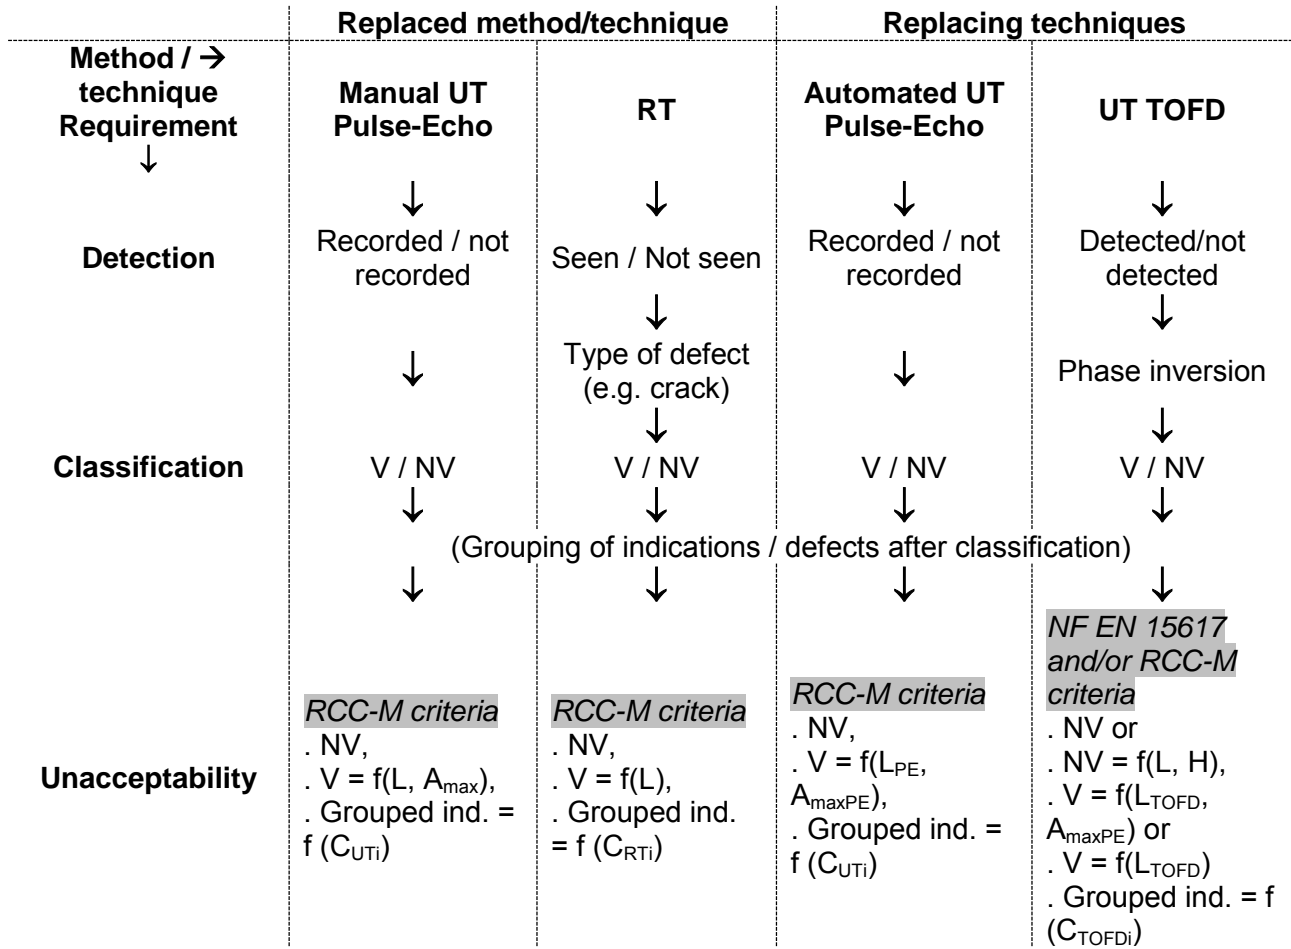 Replaced method/technique
Replacing techniques
Method / →
technique
Requirement
↓
Manual UT
Pulse-Echo
RT
Automated UT
Pulse-Echo
UT TOFD
↓ ↓ ↓ ↓
Detection
Recorded / not
recorded
Seen / Not seen
Recorded / not
recorded
Detected/not
detected
↓ ↓ ↓ ↓
Type of defect
(e.g. crack)
Phase inversion
↓ ↓
Classification
V / NV
V / NV
V / NV
V / NV
↓ ↓ ↓ ↓
(Grouping of indications / defects after classification)
↓ ↓ ↓ ↓
Unacceptability
RCC-M criteria
. NV,
. V = f(L, Amax),
. Grouped ind. =
f (CUTi)
RCC-M criteria
. NV,
. V = f(L),
. Grouped ind.
= f (CRTi)
RCC-M criteria
. NV,
. V = f(LPE,
AmaxPE),
. Grouped ind. =
f (CUTi)
NF EN 15617
and/or RCC-M
criteria
. NV or
. NV = f(L, H),
. V = f(LTOFD,
AmaxPE) or
. V = f(LTOFD)
. Grouped ind. = f
(CTOFDi)